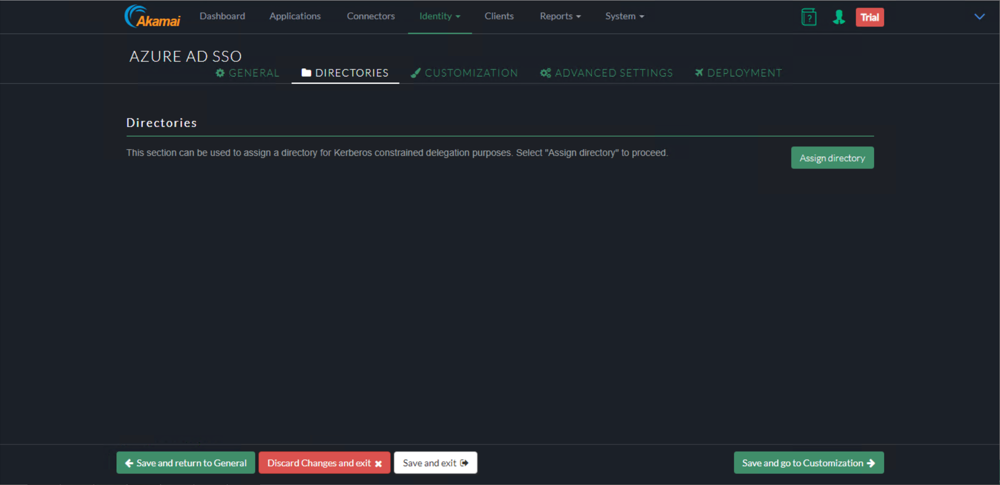 Akamai Dashboard Applications Connectors Identity Clients Reports System ? Trial
AZURE AD SSO
GENERAL DIRECTORIES CUSTOMIZATION ADVANCED SETTINGS DEPLOYMENT
Directories
This section can be used to assign a directory for Kerberos constrained delegation purposes. Select "Assign directory" to proceed.
Assign directory
Save and return to General Discard Changes and exit Save and exit Save and go to Customization